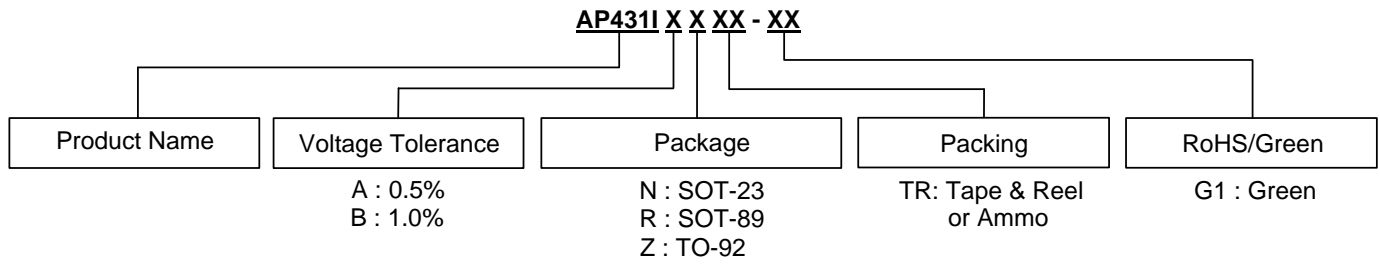 AP431I X X XX - XX
Product Name
Voltage Tolerance
Package
Packing
RoHS/Green
A : 0.5%
B : 1.0%
N : SOT-23
R : SOT-89
Z : TO-92
TR: Tape & Reel
or Ammo
G1 : Green